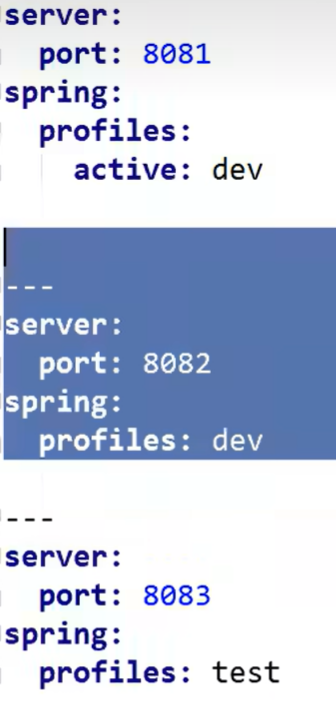 server:
  port: 8081
spring:
  profiles:
    active: dev
---
server:
  port: 8082
spring:
  profiles: dev
---
server:
  port: 8083
spring:
  profiles: test